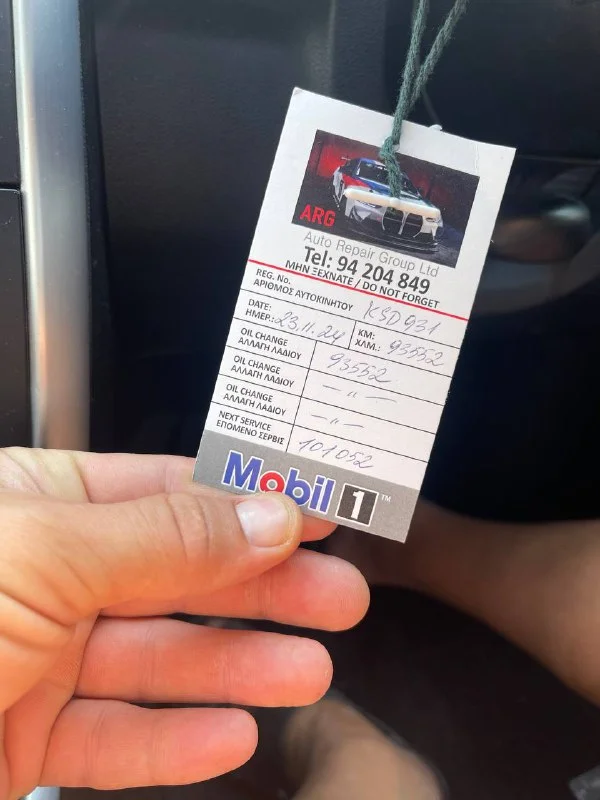 ARG
Auto Repair Group Ltd
Tel: 94 204 849
ΜΗΝ ΞΕΧΝΑΤΕ / DO NOT FORGET
REG. No.
ΑΡΙΘΜΟΣ ΑΥΤΟΚΙΝΗΤΟΥ KSD931
DATE:
ΗΜΕΡ.: 23.11.24
KM:
ΧΛΜ.: 93552
OIL CHANGE
ΑΛΛΑΓΗ ΛΑΔΙΟΥ 93552
OIL CHANGE
ΑΛΛΑΓΗ ΛΑΔΙΟΥ — " —
OIL CHANGE
ΑΛΛΑΓΗ ΛΑΔΙΟΥ — " —
NEXT SERVICE
ΕΠΟΜΕΝΟ ΣΕΡΒΙΣ 101052
Mobil 1™